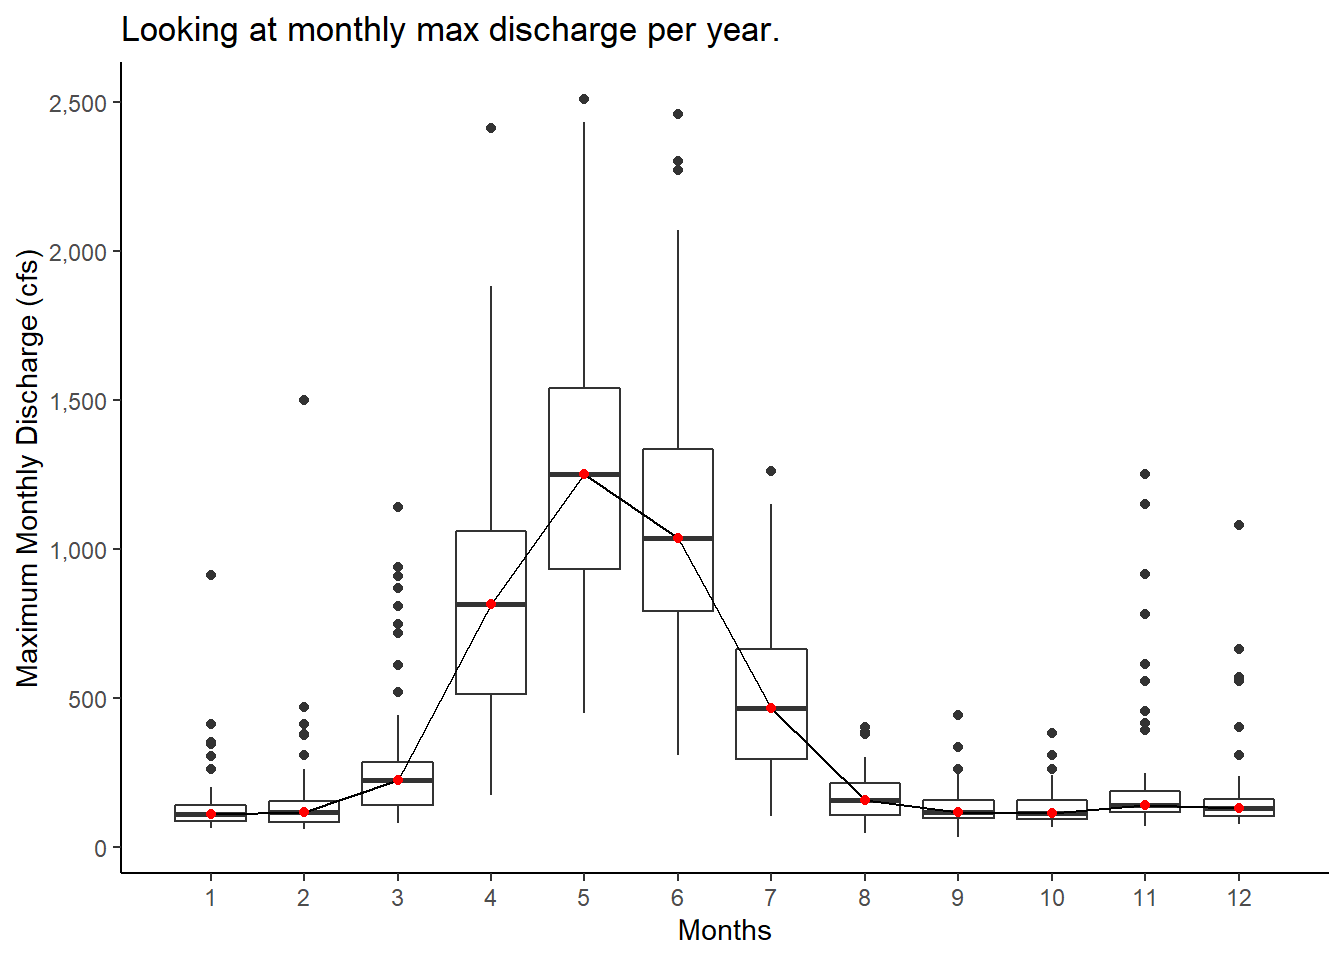 Looking at monthly max discharge per year.
Maximum Monthly Discharge (cfs)
2,500
2,000
1,500
1,000
500
0
1 2 3 4 5 6 7 8 9 10 11 12
Months